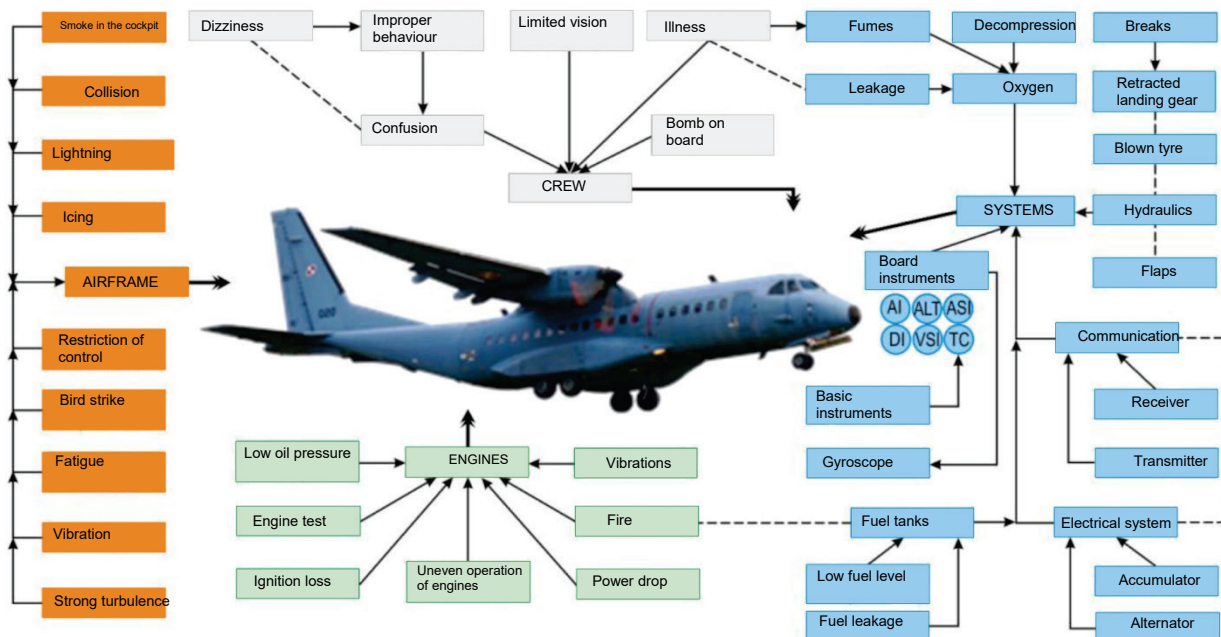 Smoke in the cockpit
Collision
Lightning
Icing
AIRFRAME
Restriction of
control
Bird strike
Fatigue
Vibration
Strong turbulence
Dizziness
Improper
behaviour
Limited vision
Illness
Confusion
Bomb on
board
CREW
Fumes
Decompression
Breaks
Leakage
Oxygen
Retracted
landing gear
Blown tyre
SYSTEMS
Hydraulics
Flaps
Board
instruments
AI
ALT
ASI
DI
VSI
TC
Basic
instruments
Gyroscope
Communication
Receiver
Transmitter
Fuel tanks
Electrical system
Low fuel level
Fuel leakage
Accumulator
Alternator
Low oil pressure
ENGINES
Vibrations
Engine test
Fire
Ignition loss
Uneven operation
of engines
Power drop
020